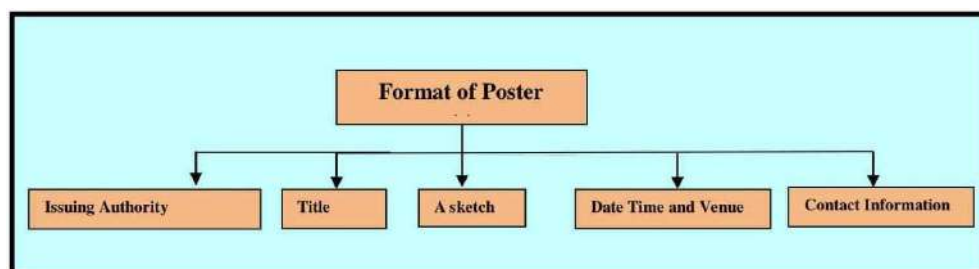 Format of Poster
Issuing Authority
Title
A sketch
Date Time and Venue
Contact Information